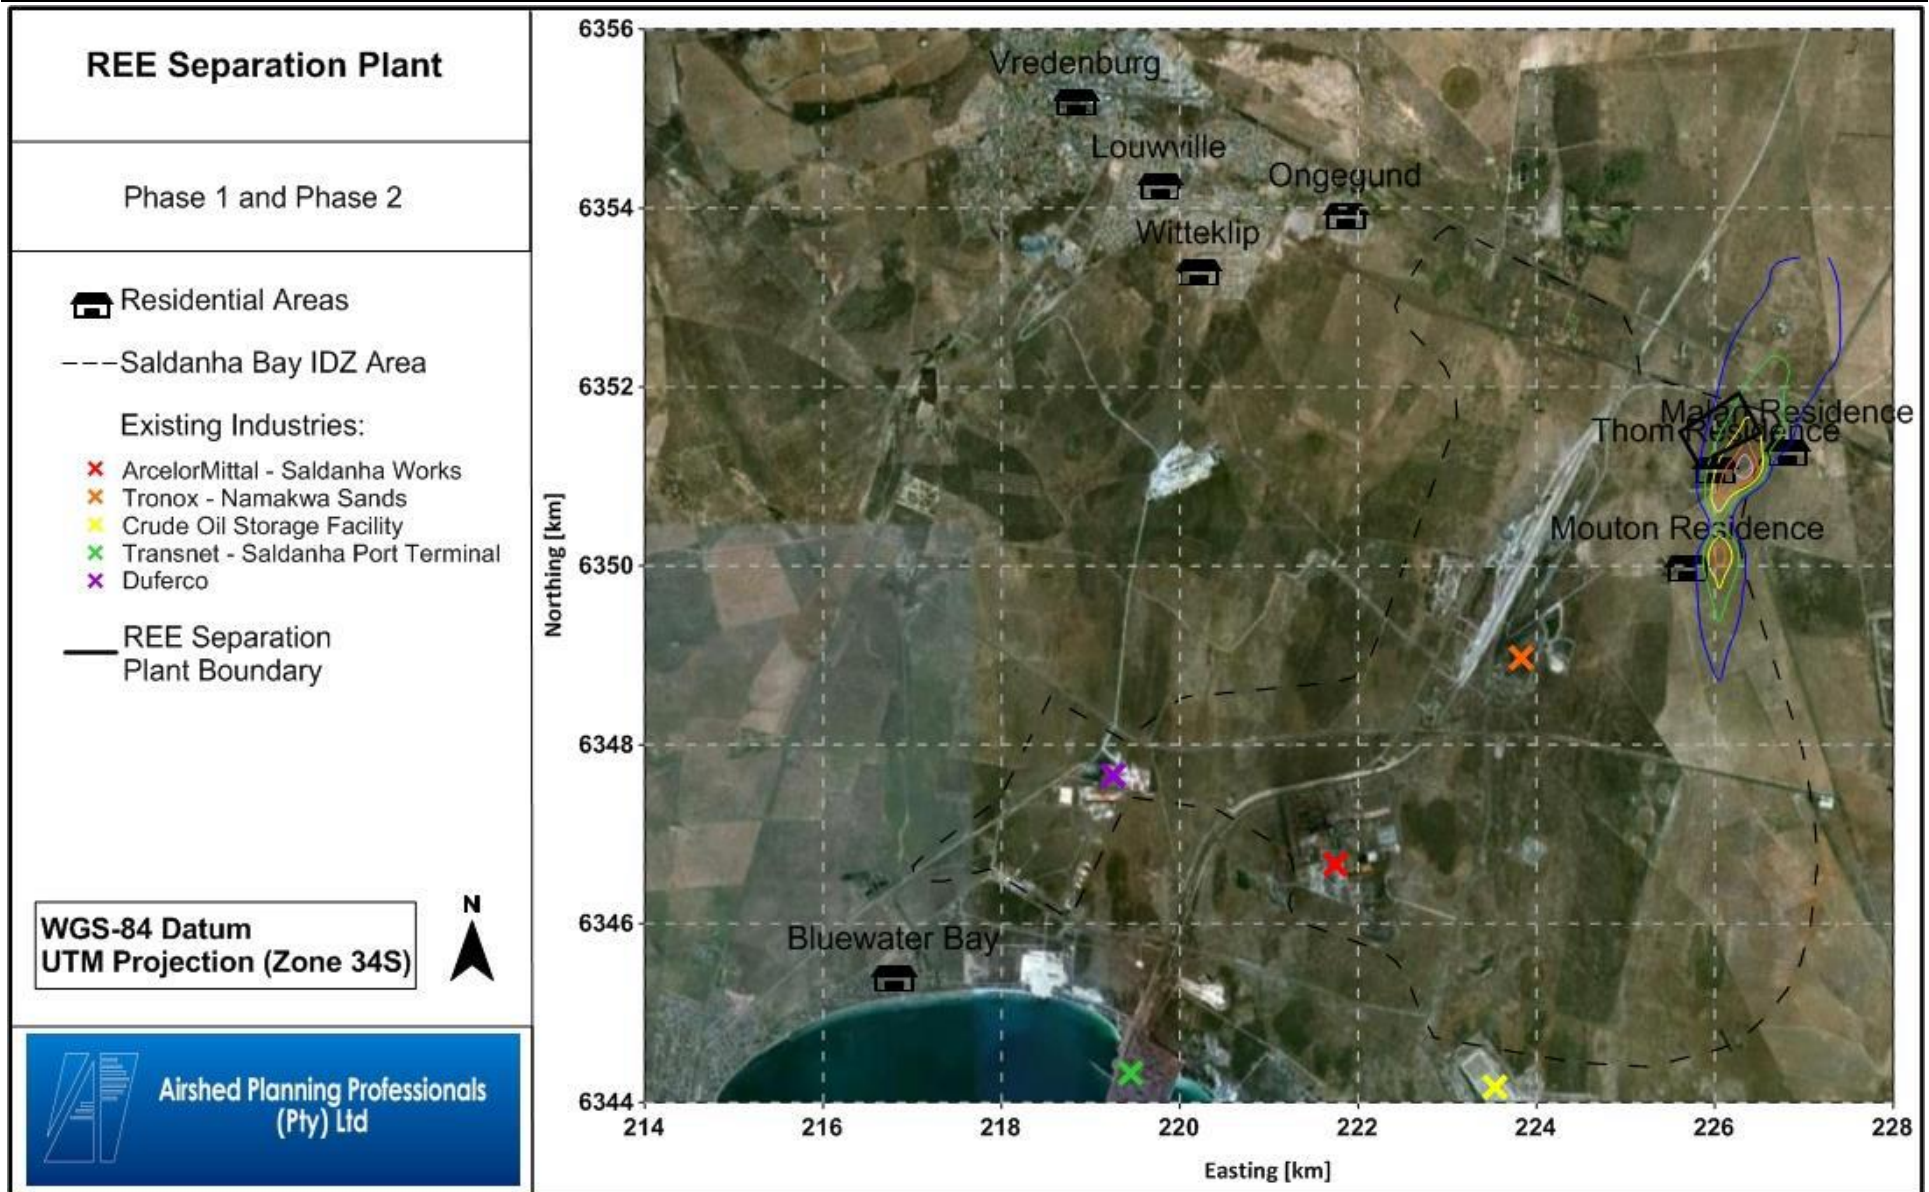 REE Separation Plant
Phase 1 and Phase 2
Residential Areas
Saldanha Bay IDZ Area
Existing Industries:
ArcelorMittal - Saldanha Works
Tronox - Namakwa Sands
Crude Oil Storage Facility
Transnet - Saldanha Port Terminal
Duferco
REE Separation
Plant Boundary
WGS-84 Datum
UTM Projection (Zone 34S)
N
Airshed Planning Professionals
(Pty) Ltd
6356
6354
6352
6350
6348
6346
6344
Northing [km]
Vredenburg
Louwville
Ongegund
Witteklip
Malan Residence
Thom Residence
Mouton Residence
Bluewater Bay
214
216
218
220
222
224
226
228
Easting [km]